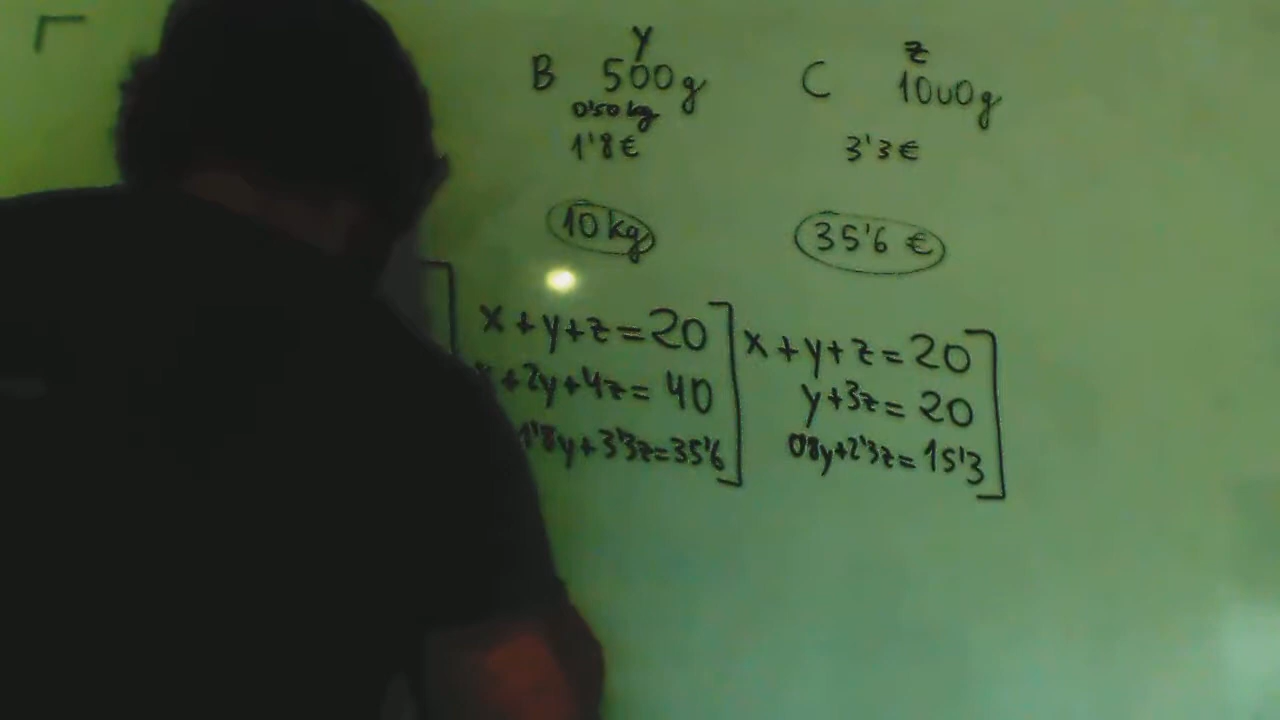 y
z
B 500g
C 1000g
0'50 kg
1'8 €
3'3 €
10 kg
35'6 €
x + y + z = 20
x + 2y + 4z = 40
1'8y + 3'3z = 35'6
x + y + z = 20
y + 3z = 20
0'8y + 2'3z = 15'3